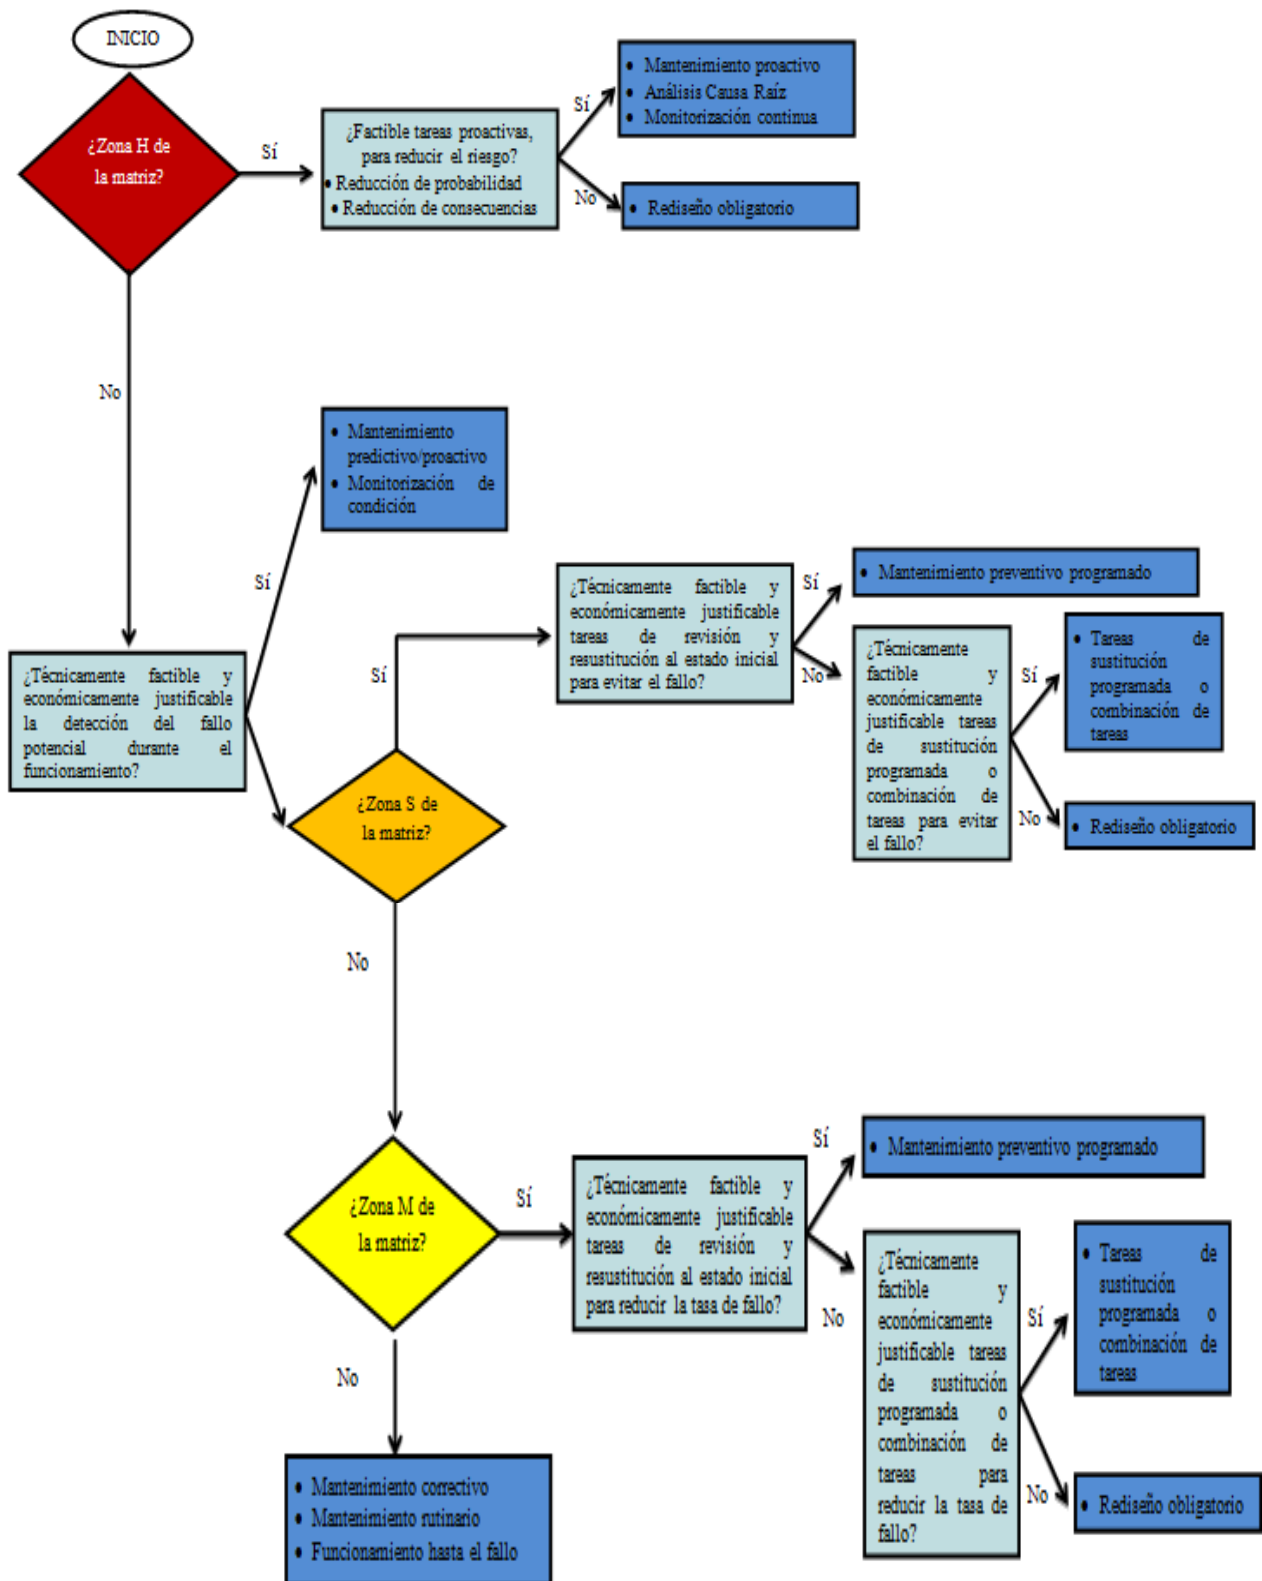 INICIO
¿Zona H de
la matriz?
Sí
¿Factible tareas proactivas,
para reducir el riesgo?
• Reducción de probabilidad
• Reducción de consecuencias
Sí
• Mantenimiento proactivo
• Análisis Causa Raíz
• Monitorización continua
No
• Rediseño obligatorio
No
• Mantenimiento
predictivo/proactivo
• Monitorización de
condición
Sí
¿Técnicamente factible y
económicamente justificable
la detección del fallo
potencial durante el
funcionamiento?
¿Zona S de
la matriz?
Sí
¿Técnicamente factible y
económicamente justificable
tareas de revisión y
resustitución al estado inicial
para evitar el fallo?
Sí
• Mantenimiento preventivo programado
No
¿Técnicamente
factible y
económicamente
justificable tareas
de sustitución
programada o
combinación de
tareas para evitar
el fallo?
Sí
• Tareas de
sustitución
programada o
combinación de
tareas
No
• Rediseño obligatorio
No
¿Zona M de
la matriz?
Sí
¿Técnicamente factible y
económicamente justificable
tareas de revisión y
resustitución al estado inicial
para reducir la tasa de fallo?
Sí
• Mantenimiento preventivo programado
No
¿Técnicamente
factible y
económicamente
justificable tareas
de sustitución
programada o
combinación de
tareas para
reducir la tasa de
fallo?
Sí
• Tareas de
sustitución
programada o
combinación de
tareas
No
• Rediseño obligatorio
No
• Mantenimiento correctivo
• Mantenimiento rutinario
• Funcionamiento hasta el fallo